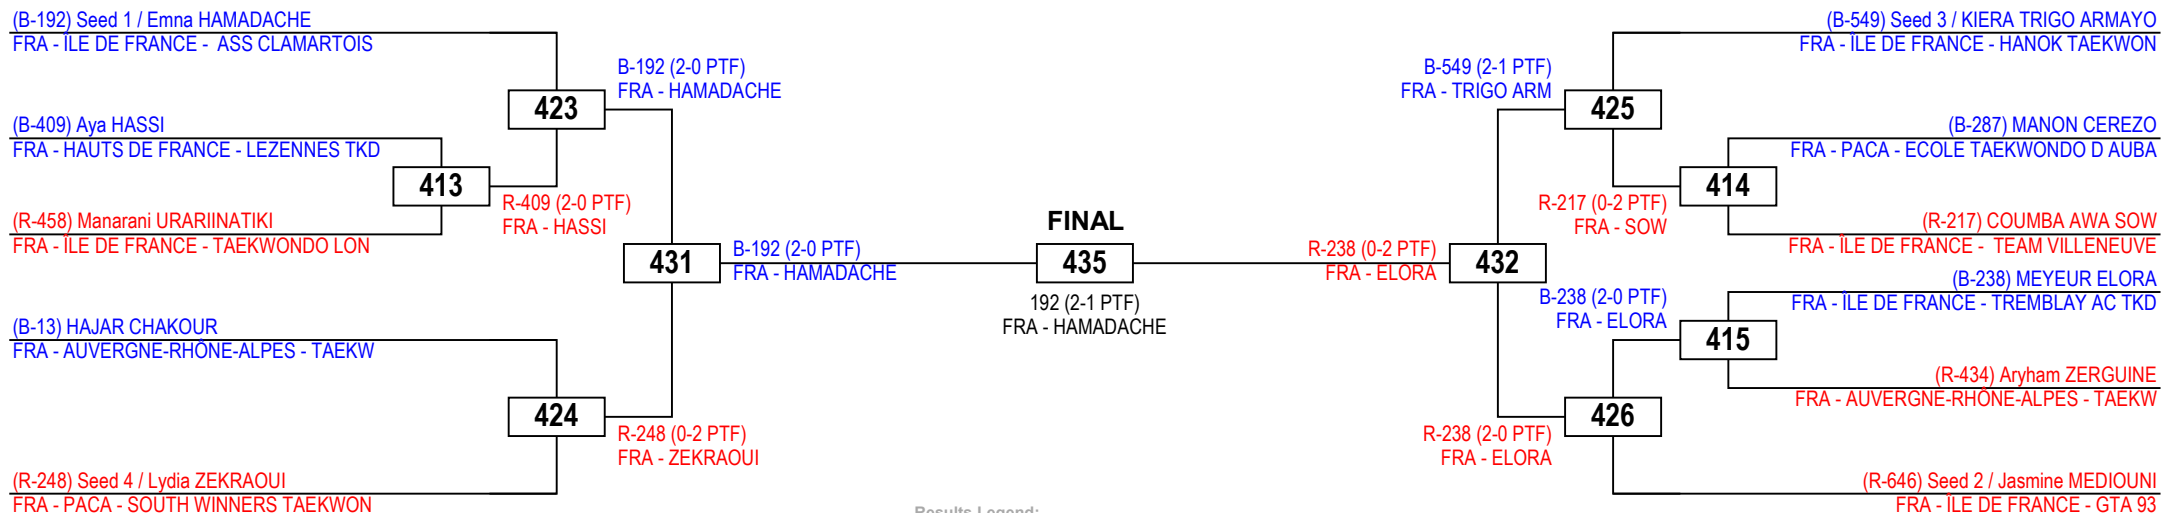 (B-192) Seed 1 / Emna HAMADACHE
FRA - ÎLE DE FRANCE - ASS CLAMARTOIS
B-192 (2-0 PTF)
FRA - HAMADACHE
423
(B-409) Aya HASSI
FRA - HAUTS DE FRANCE - LEZENNES TKD
413
R-409 (2-0 PTF)
FRA - HASSI
(R-458) Manarani URARIINATIKI
FRA - ÎLE DE FRANCE - TAEKWONDO LON
431
B-192 (2-0 PTF)
FRA - HAMADACHE
(B-13) HAJAR CHAKOUR
FRA - AUVERGNE-RHÔNE-ALPES - TAEKW
424
R-248 (0-2 PTF)
FRA - ZEKRAOUI
(R-248) Seed 4 / Lydia ZEKRAOUI
FRA - PACA - SOUTH WINNERS TAEKWON
FINAL
435
192 (2-1 PTF)
FRA - HAMADACHE
Results Legend:
(B-549) Seed 3 / KIERA TRIGO ARMAYO
FRA - ÎLE DE FRANCE - HANOK TAEKWON
B-549 (2-1 PTF)
FRA - TRIGO ARM
425
(B-287) MANON CEREZO
FRA - PACA - ECOLE TAEKWONDO D AUBA
414
R-217 (0-2 PTF)
FRA - SOW
(R-217) COUMBA AWA SOW
FRA - ÎLE DE FRANCE - TEAM VILLENEUVE
R-238 (0-2 PTF)
FRA - ELORA
432
(B-238) MEYEUR ELORA
FRA - ÎLE DE FRANCE - TREMBLAY AC TKD
B-238 (2-0 PTF)
FRA - ELORA
415
(R-434) Aryham ZERGUINE
FRA - AUVERGNE-RHÔNE-ALPES - TAEKW
426
R-238 (2-0 PTF)
FRA - ELORA
(R-646) Seed 2 / Jasmine MEDIOUNI
FRA - ÎLE DE FRANCE - GTA 93